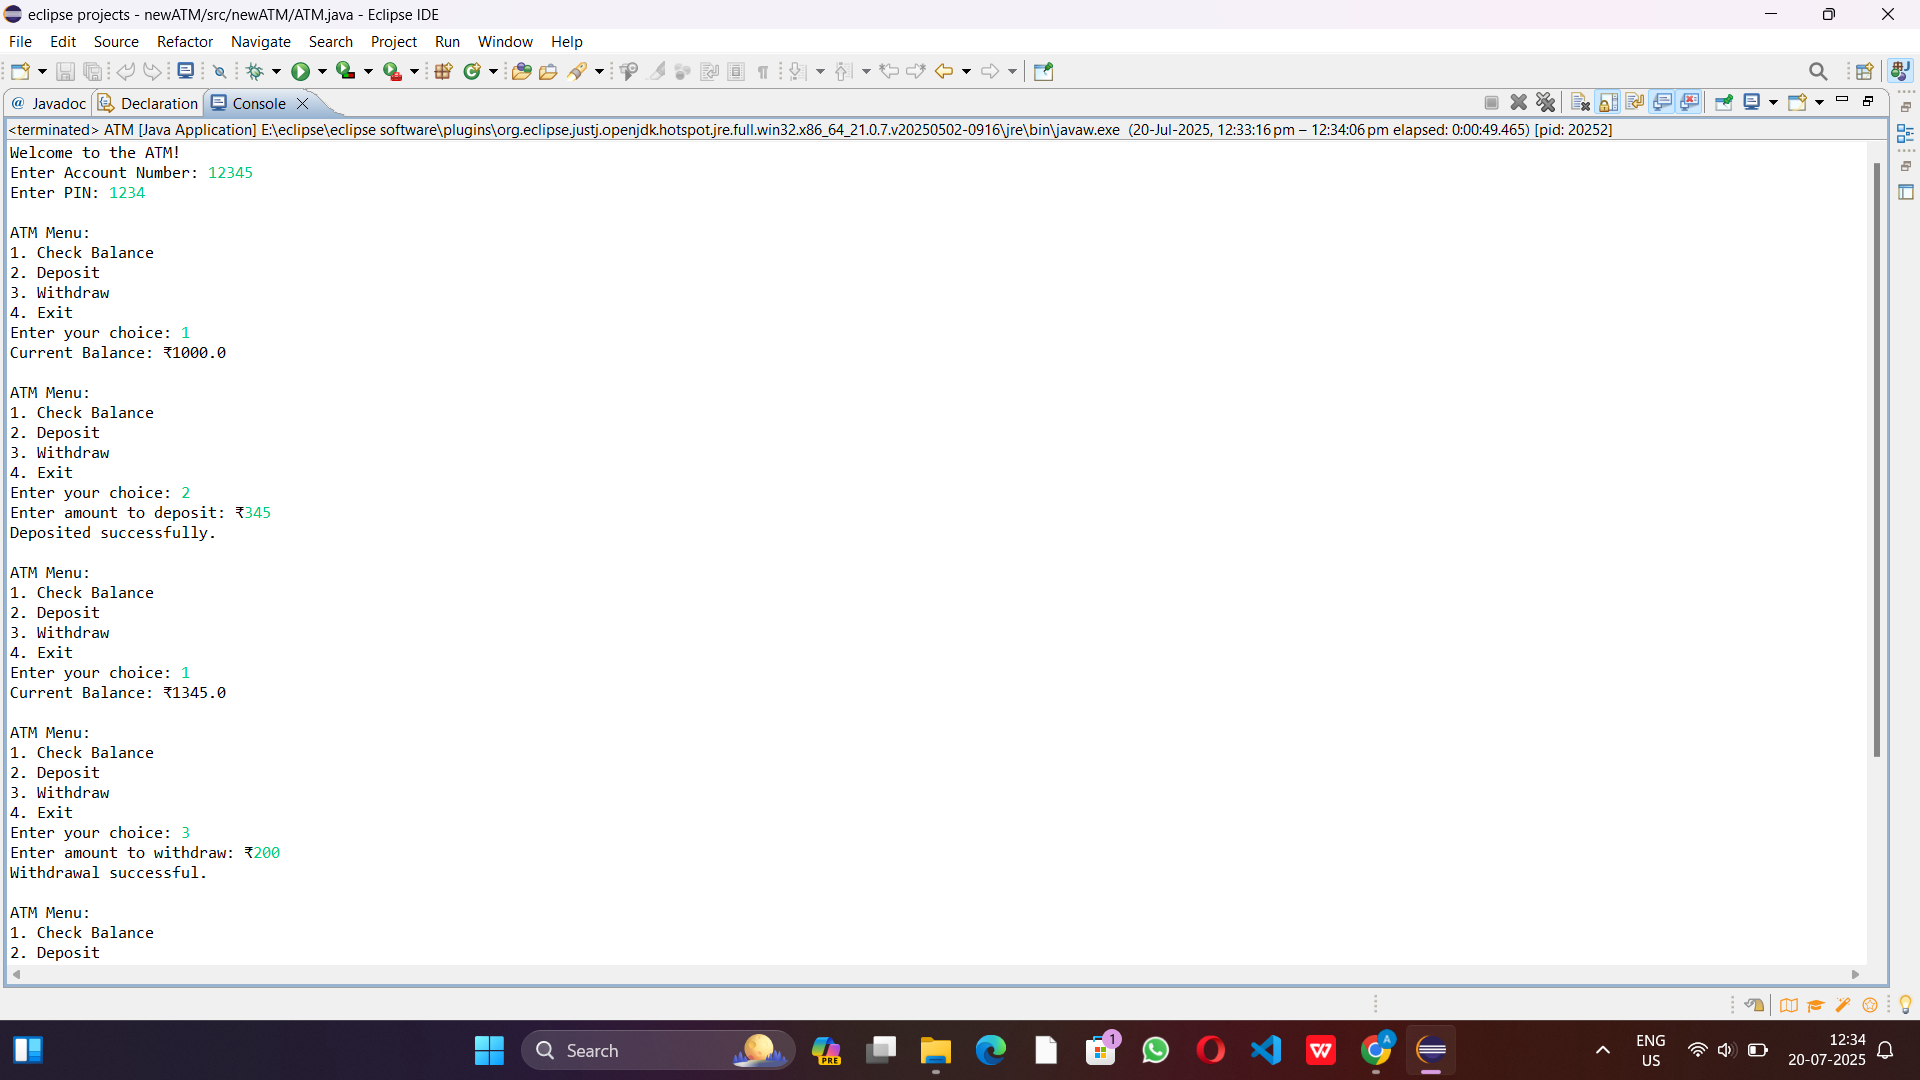 eclipse projects - newATM/src/newATM/ATM.java - Eclipse IDE
File Edit Source Refactor Navigate Search Project Run Window Help
@ Javadoc Declaration Console
<terminated> ATM [Java Application] E:\eclipse\eclipse software\plugins\org.eclipse.justj.openjdk.hotspot.jre.full.win32.x86_64_21.0.7.v20250502-0916\jre\bin\javaw.exe (20-Jul-2025, 12:33:16 pm – 12:34:06 pm elapsed: 0:00:49.465) [pid: 20252]
Welcome to the ATM!
Enter Account Number: 12345
Enter PIN: 1234
ATM Menu:
1. Check Balance
2. Deposit
3. Withdraw
4. Exit
Enter your choice: 1
Current Balance: ₹1000.0
ATM Menu:
1. Check Balance
2. Deposit
3. Withdraw
4. Exit
Enter your choice: 2
Enter amount to deposit: ₹345
Deposited successfully.
ATM Menu:
1. Check Balance
2. Deposit
3. Withdraw
4. Exit
Enter your choice: 1
Current Balance: ₹1345.0
ATM Menu:
1. Check Balance
2. Deposit
3. Withdraw
4. Exit
Enter your choice: 3
Enter amount to withdraw: ₹200
Withdrawal successful.
ATM Menu:
1. Check Balance
2. Deposit
Search
PRE
1
W
A
ENG
US
12:34
20-07-2025